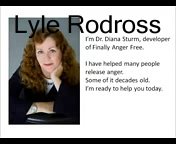 Lyle Rodross
I'm Dr. Diana Sturm, developer
of Finally Anger Free.
I have helped many people
release anger.
Some of it decades old.
I'm ready to help you today.